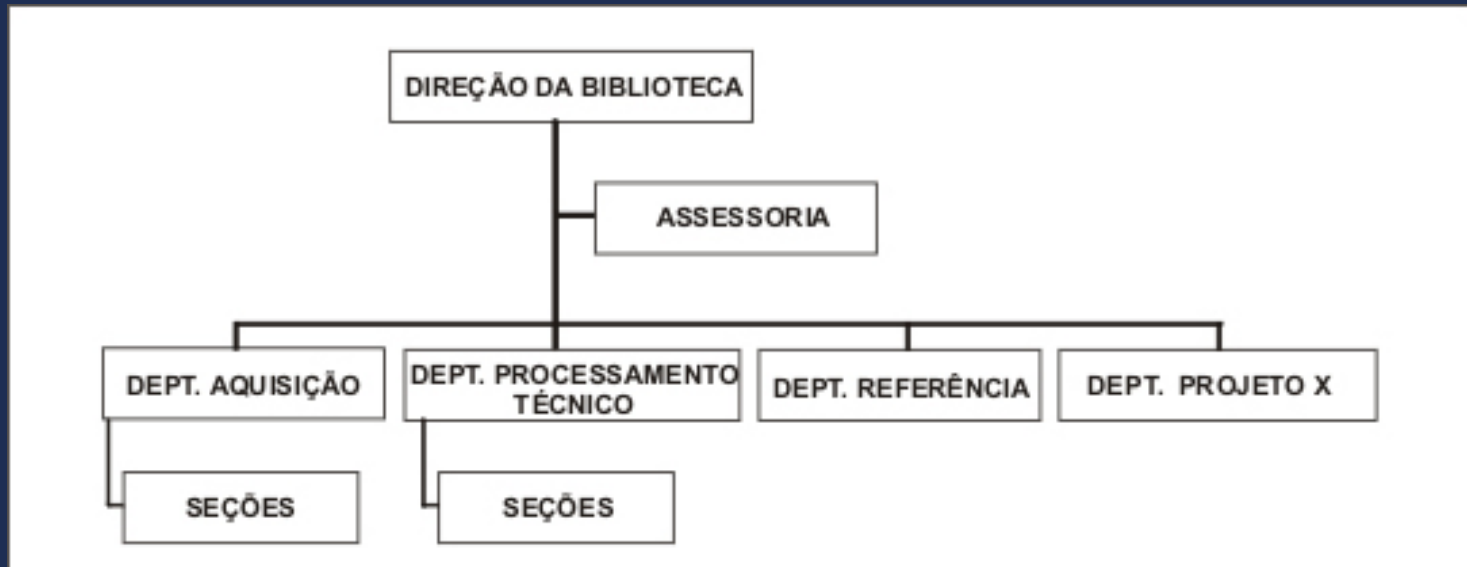 DIREÇÃO DA BIBLIOTECA
ASSESSORIA
DEPT. AQUISIÇÃO
DEPT. PROCESSAMENTO
TÉCNICO
DEPT. REFERÊNCIA
DEPT. PROJETO X
SEÇÕES
SEÇÕES